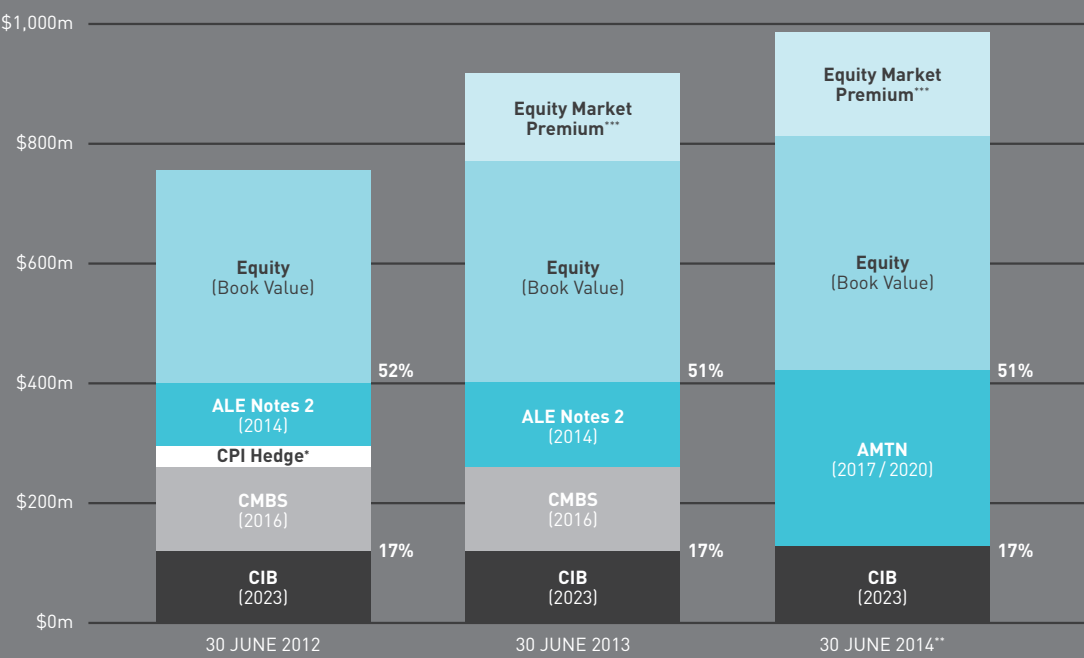 $1,000m
$800m
$600m
$400m
$200m
$0m
Equity
(Book Value)
52%
ALE Notes 2
(2014)
CPI Hedge*
CMBS
(2016)
17%
CIB
(2023)
30 JUNE 2012
Equity Market
Premium***
Equity
(Book Value)
51%
ALE Notes 2
(2014)
CMBS
(2016)
17%
CIB
(2023)
30 JUNE 2013
Equity Market
Premium***
Equity
(Book Value)
51%
AMTN
(2017 / 2020)
17%
CIB
(2023)
30 JUNE 2014**